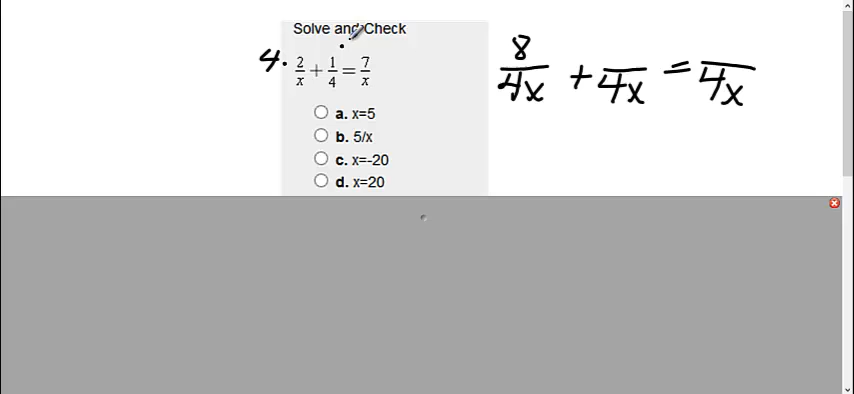 Solve and Check
4. 2/x + 1/4 = 7/x
8/4x + /4x = /4x
a. x=5
b. 5/x
c. x=-20
d. x=20